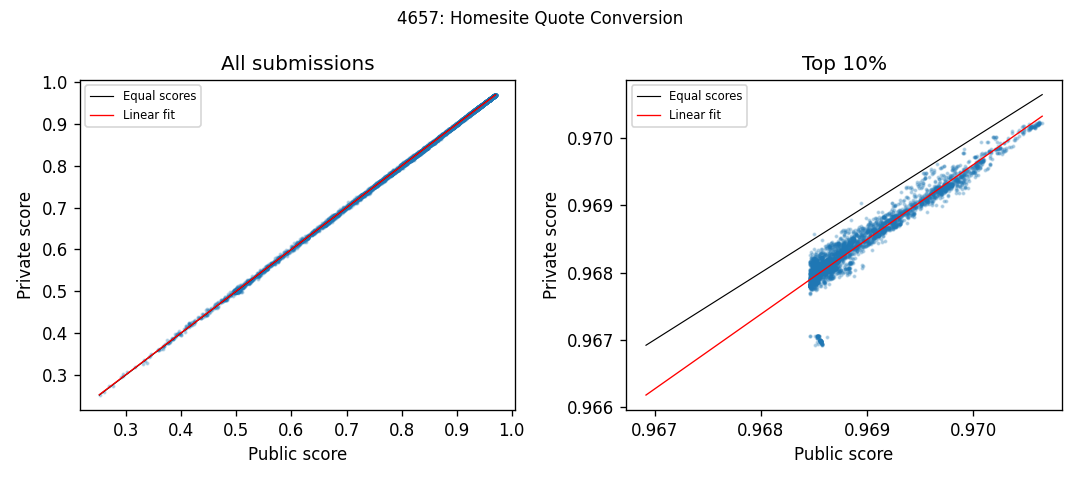 4657: Homesite Quote Conversion
All submissions
Equal scores
Linear fit
1.0
0.9
0.8
0.7
0.6
0.5
0.4
0.3
Private score
0.3 0.4 0.5 0.6 0.7 0.8 0.9 1.0
Public score
Top 10%
Equal scores
Linear fit
0.970
0.969
0.968
0.967
0.966
Private score
0.967 0.968 0.969 0.970
Public score